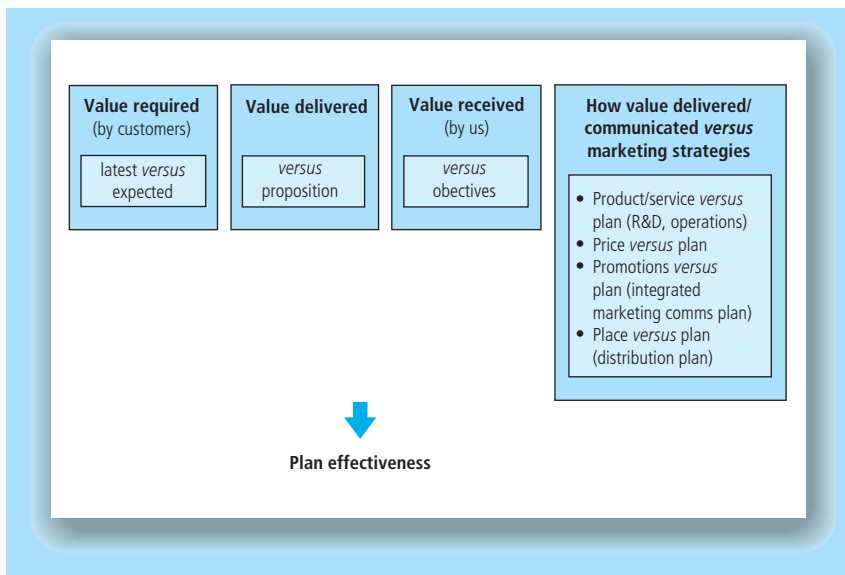 Value required
(by customers)
latest versus
expected
Value delivered
versus
proposition
Value received
(by us)
versus
obectives
How value delivered/
communicated versus
marketing strategies
• Product/service versus
plan (R&D, operations)
• Price versus plan
• Promotions versus
plan (integrated
marketing comms plan)
• Place versus plan
(distribution plan)
Plan effectiveness